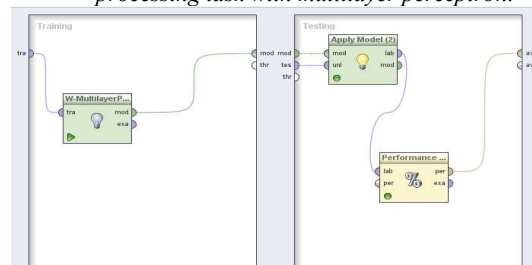 processing task with multilayer perceptron.
Training
Testing
tra
mod
thr
mod
tes
thr
av
av
Apply Model (2)
mod
lab
unl
mod
W-MultilayerP...
tra
mod
exa
Performance ...
lab
per
per
exa